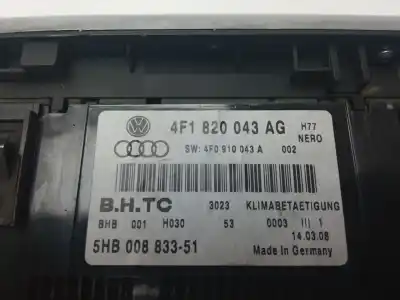 4F1 820 043 AG H77
NERO
SW: 4F0 910 043 A 002
B.H.TC 3023 KLIMABETAETIGUNG
BHB 001 H030 53 0003 III 1
14.03.08
5HB 008 833-51 Made in Germany